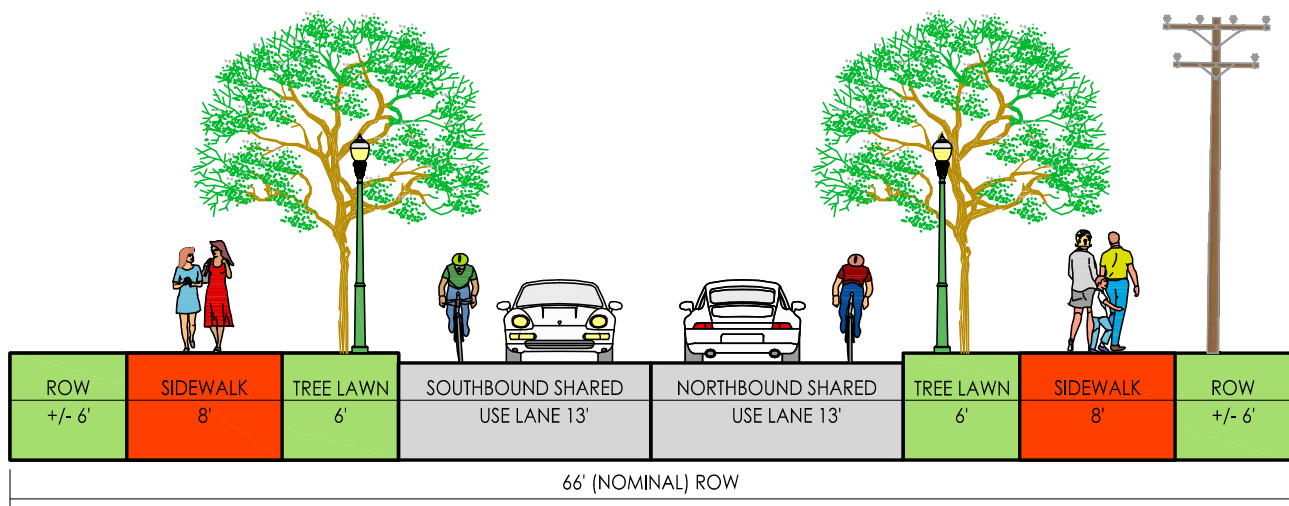 ROW
+/- 6'
SIDEWALK
8'
TREE LAWN
6'
SOUTHBOUND SHARED
USE LANE 13'
NORTHBOUND SHARED
USE LANE 13'
TREE LAWN
6'
SIDEWALK
8'
ROW
+/- 6'
66' (NOMINAL) ROW